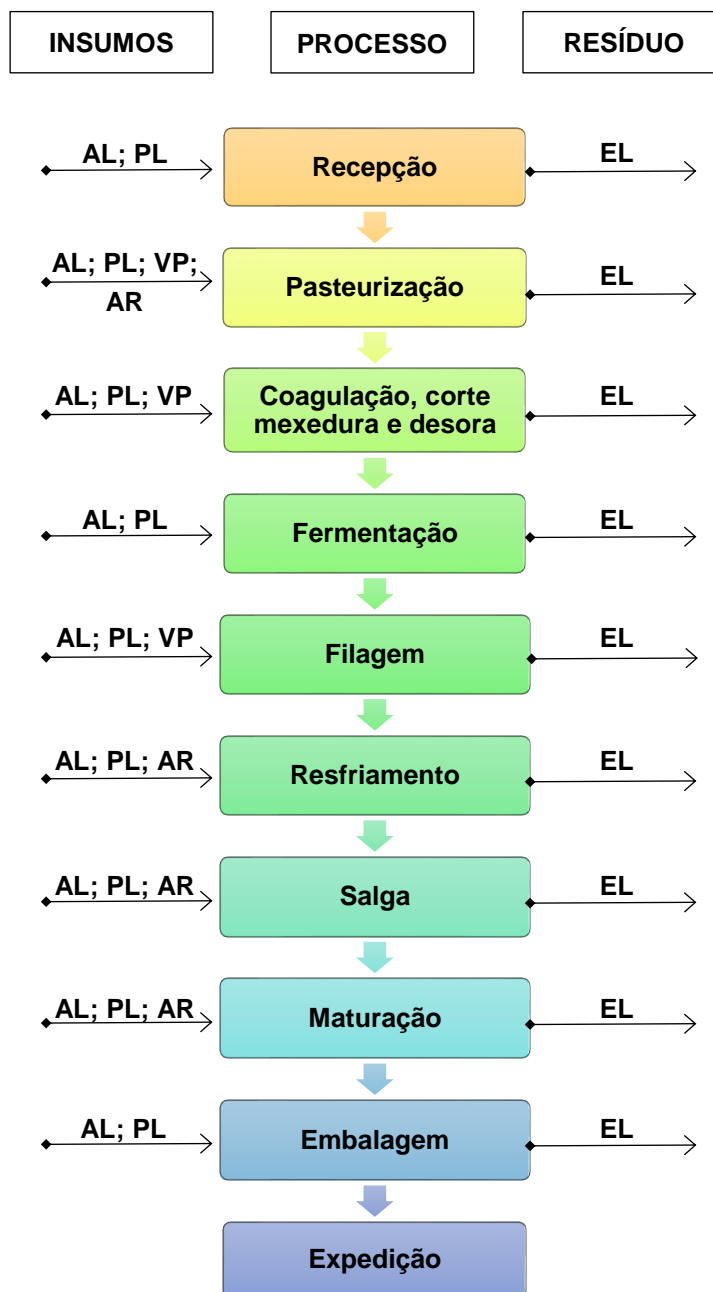 INSUMOS PROCESSO RESÍDUO
AL; PL Recepção EL
AL; PL; VP;
AR Pasteurização EL
AL; PL; VP Coagulação, corte EL
mexedura e desora
AL; PL Fermentação EL
AL; PL; VP Filagem EL
AL; PL; AR Resfriamento EL
AL; PL; AR Salga EL
AL; PL; AR Maturação EL
AL; PL Embalagem EL
Expedição